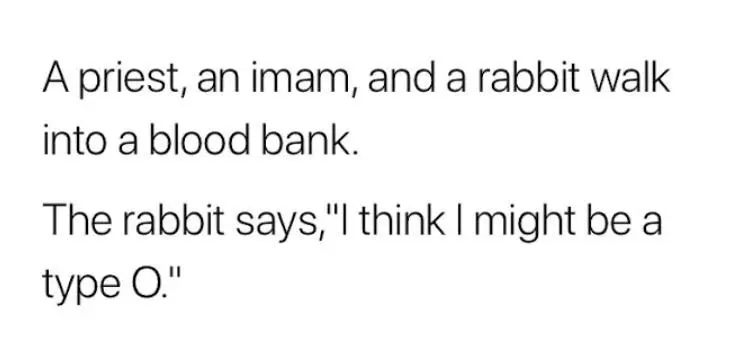 A priest, an imam, and a rabbit walk
into a blood bank.
The rabbit says,"I think I might be a
type O."